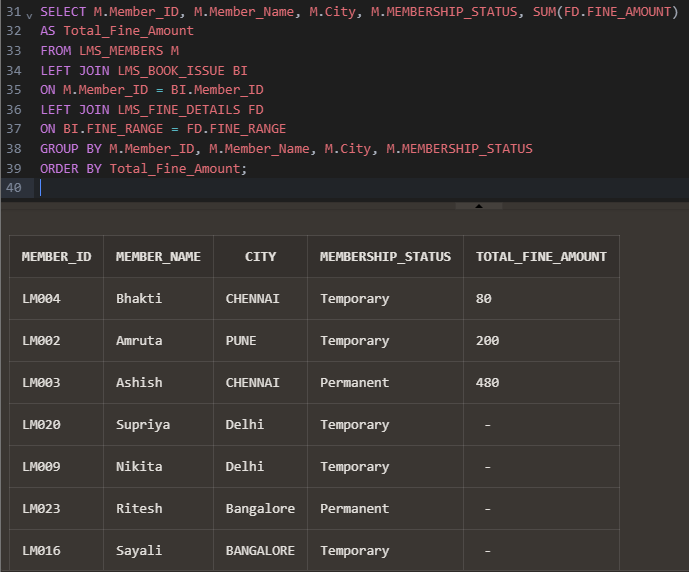 31 SELECT M.Member_ID, M.Member_Name, M.City, M.MEMBERSHIP_STATUS, SUM(FD.FINE_AMOUNT)
32 AS Total_Fine_Amount
33 FROM LMS_MEMBERS M
34 LEFT JOIN LMS_BOOK_ISSUE BI
35 ON M.Member_ID = BI.Member_ID
36 LEFT JOIN LMS_FINE_DETAILS FD
37 ON BI.FINE_RANGE = FD.FINE_RANGE
38 GROUP BY M.Member_ID, M.Member_Name, M.City, M.MEMBERSHIP_STATUS
39 ORDER BY Total_Fine_Amount;
40
MEMBER_ID MEMBER_NAME CITY MEMBERSHIP_STATUS TOTAL_FINE_AMOUNT
LM004 Bhakti CHENNAI Temporary 80
LM002 Amruta PUNE Temporary 200
LM003 Ashish CHENNAI Permanent 480
LM020 Supriya Delhi Temporary -
LM009 Nikita Delhi Temporary -
LM023 Ritesh Bangalore Permanent -
LM016 Sayali BANGALORE Temporary -